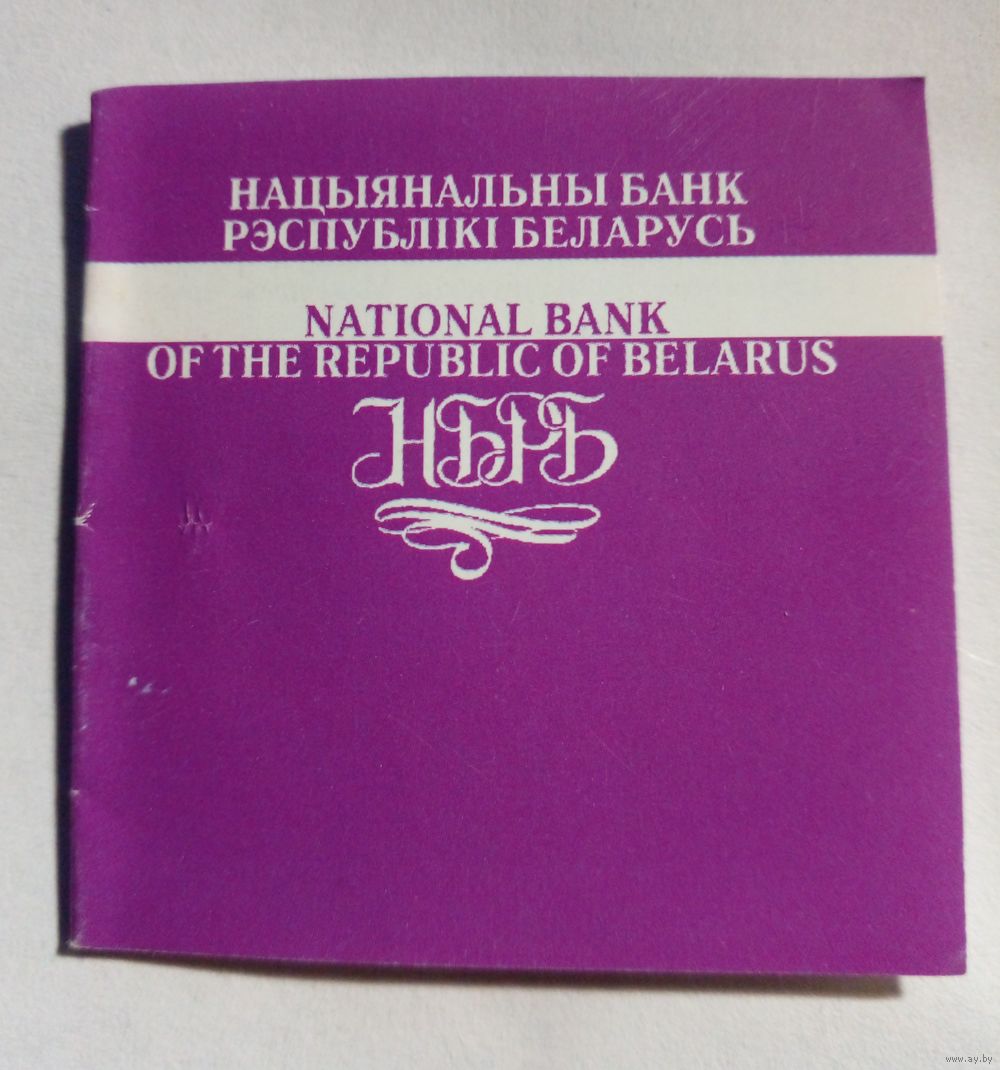 НАЦЫЯНАЛЬНЫ БАНК
РЭСПУБЛІКІ БЕЛАРУСЬ
NATIONAL BANK
OF THE REPUBLIC OF BELARUS
НБРБ
www.ay.by